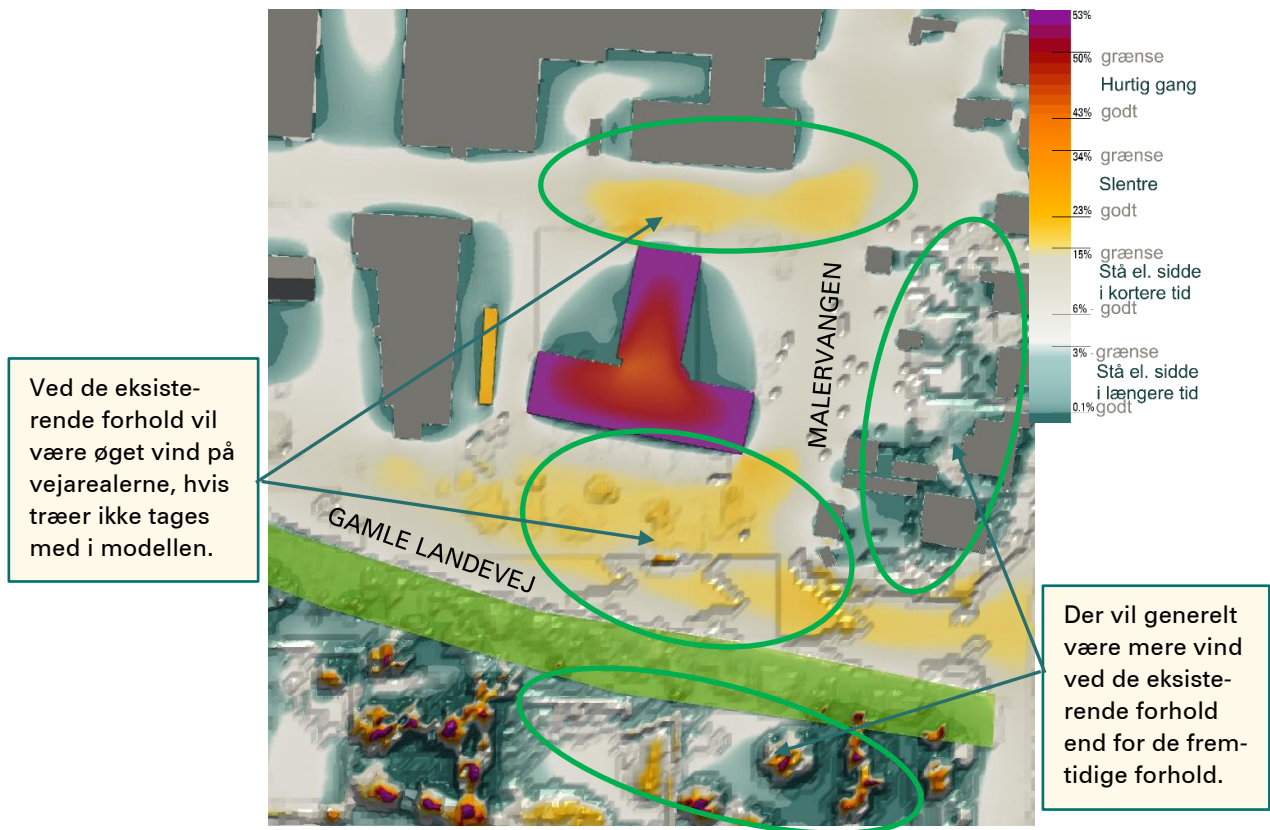 53%
50%
grænse
Hurtig gang
43%
godt
34%
grænse
Slentre
23%
godt
15%
grænse
Stå el. sidde
i kortere tid
6%
godt
3%
grænse
Stå el. sidde
i længere tid
0.1%
godt
MALERVANGEN
GAMLE LANDEVEJ
Ved de eksiste-
rende forhold vil
være øget vind på
vejarealerne, hvis
træer ikke tages
med i modellen.
Der vil generelt
være mere vind
ved de eksiste-
rende forhold
end for de frem-
tidige forhold.